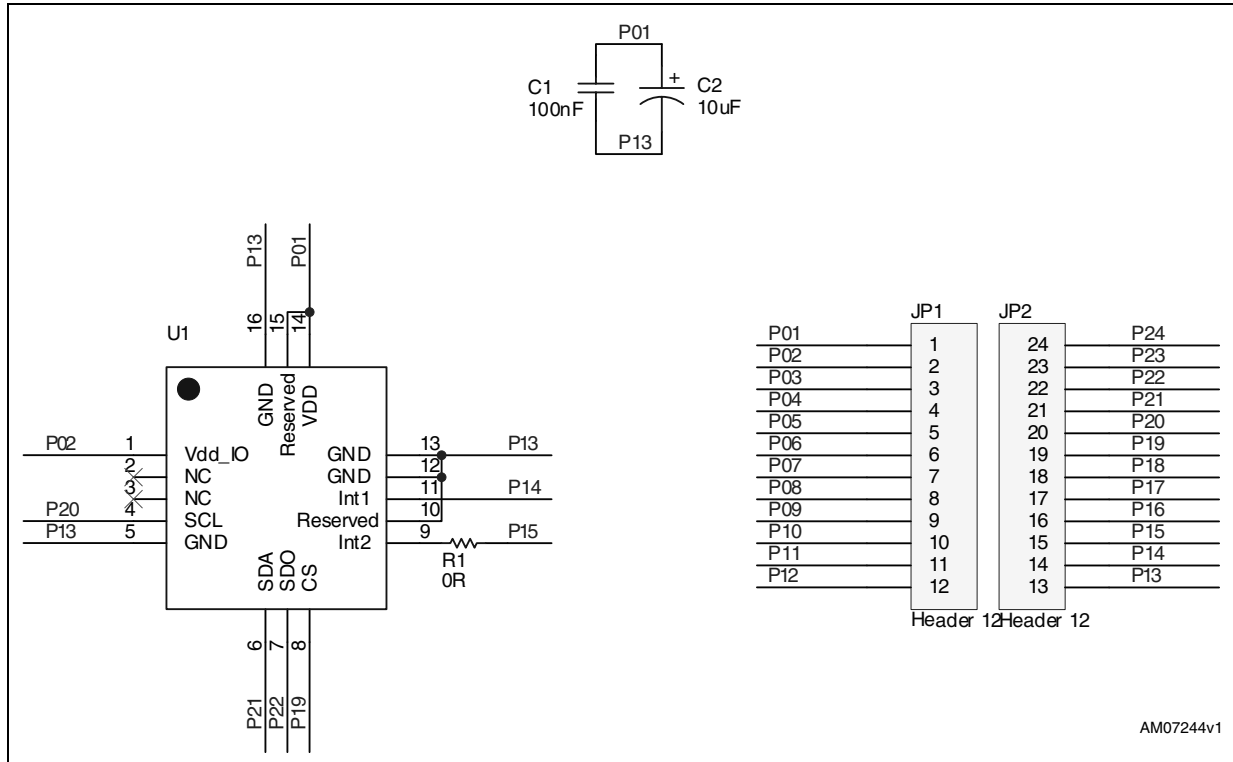 P01
C1
100nF
+
C2
10uF
P13
P13
P01
16
15
14
U1
GND
Reserved
VDD
P02
1
Vdd_IO
2
NC
3
NC
P20
4
SCL
P13
5
GND
GND
13
P13
GND
12
Int1
11
P14
Reserved
10
Int2
9
P15
R1
0R
SDA
SDO
CS
6
7
8
P21
P22
P19
JP1
JP2
P01
1
24
P24
P02
2
23
P23
P03
3
22
P22
P04
4
21
P21
P05
5
20
P20
P06
6
19
P19
P07
7
18
P18
P08
8
17
P17
P09
9
16
P16
P10
10
15
P15
P11
11
14
P14
P12
12
13
P13
Header 12
Header 12
AM07244v1